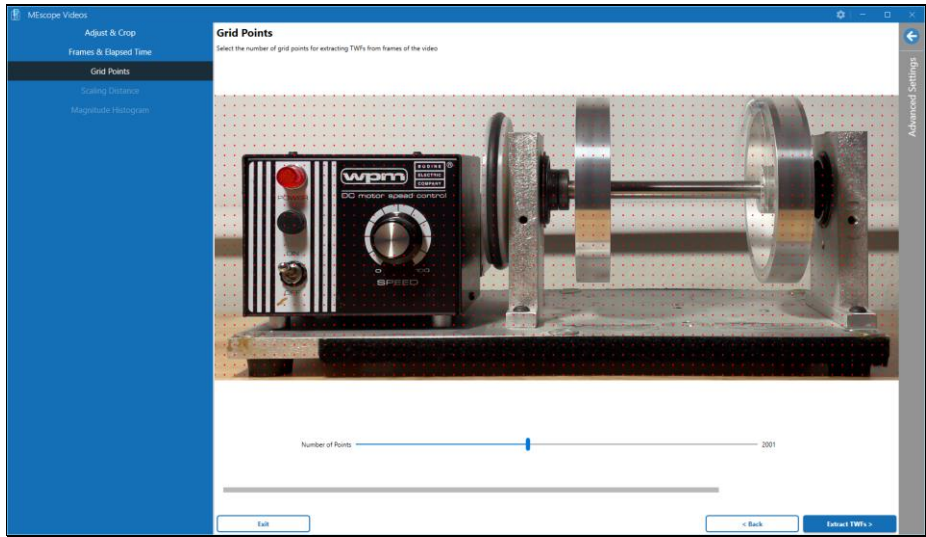 MEscope Videos
Adjust & Crop
Frames & Elapsed Time
Grid Points
Scaling Distance
Magnitude Histogram
Grid Points
Select the number of grid points for extracting TWFs from frames of the video
Advanced Settings
wpm
BODINE
ELECTRIC
COMPANY
®
DC motor speed control
POWER
ON
0 100
SPEED
Number of Points 2001
Exit
< Back
Extract TWFs >